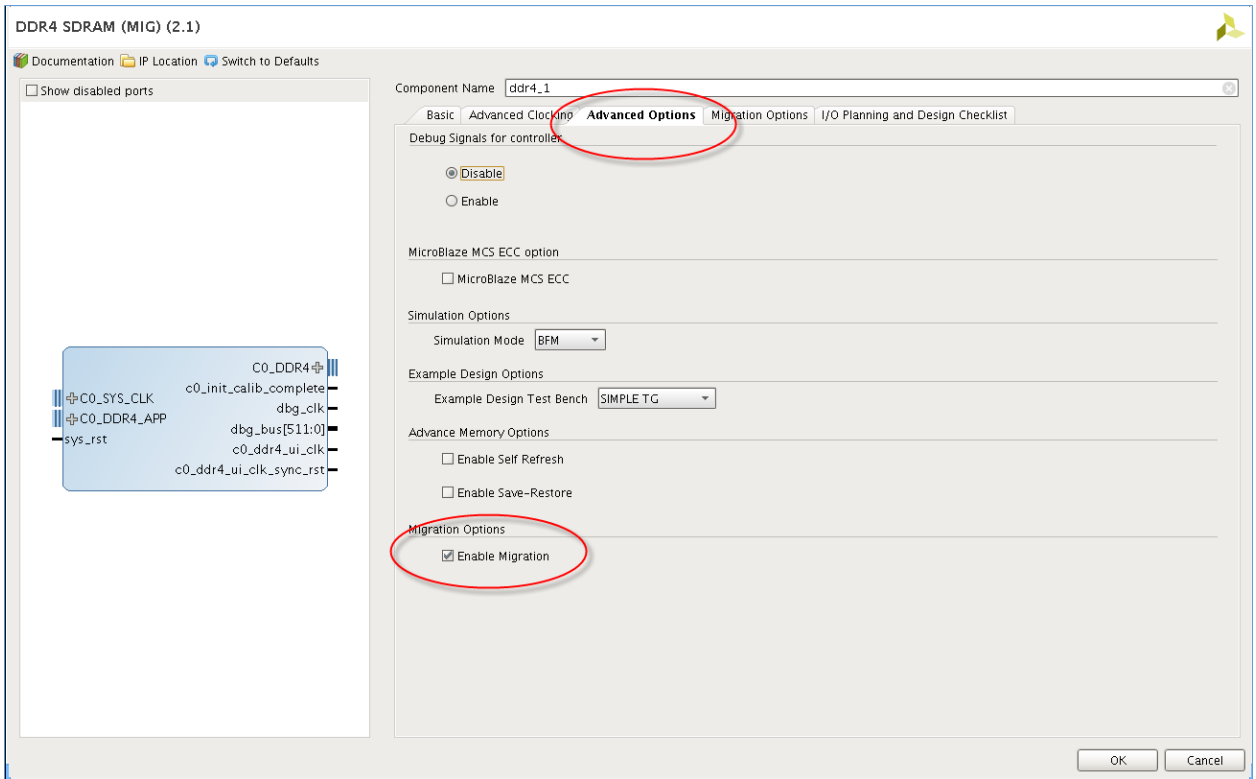 DDR4 SDRAM (MIG) (2.1)
Documentation IP Location Switch to Defaults
Show disabled ports
C0_DDR4
c0_init_calib_complete
C0_SYS_CLK
dbg_clk
C0_DDR4_APP
dbg_bus[511:0]
sys_rst
c0_ddr4_ui_clk
c0_ddr4_ui_clk_sync_rst
Component Name ddr4_1
Basic Advanced Clocking Advanced Options Migration Options I/O Planning and Design Checklist
Debug Signals for controller
Disable
Enable
MicroBlaze MCS ECC option
MicroBlaze MCS ECC
Simulation Options
Simulation Mode BFM
Example Design Options
Example Design Test Bench SIMPLE TG
Advance Memory Options
Enable Self Refresh
Enable Save-Restore
Migration Options
Enable Migration
OK Cancel